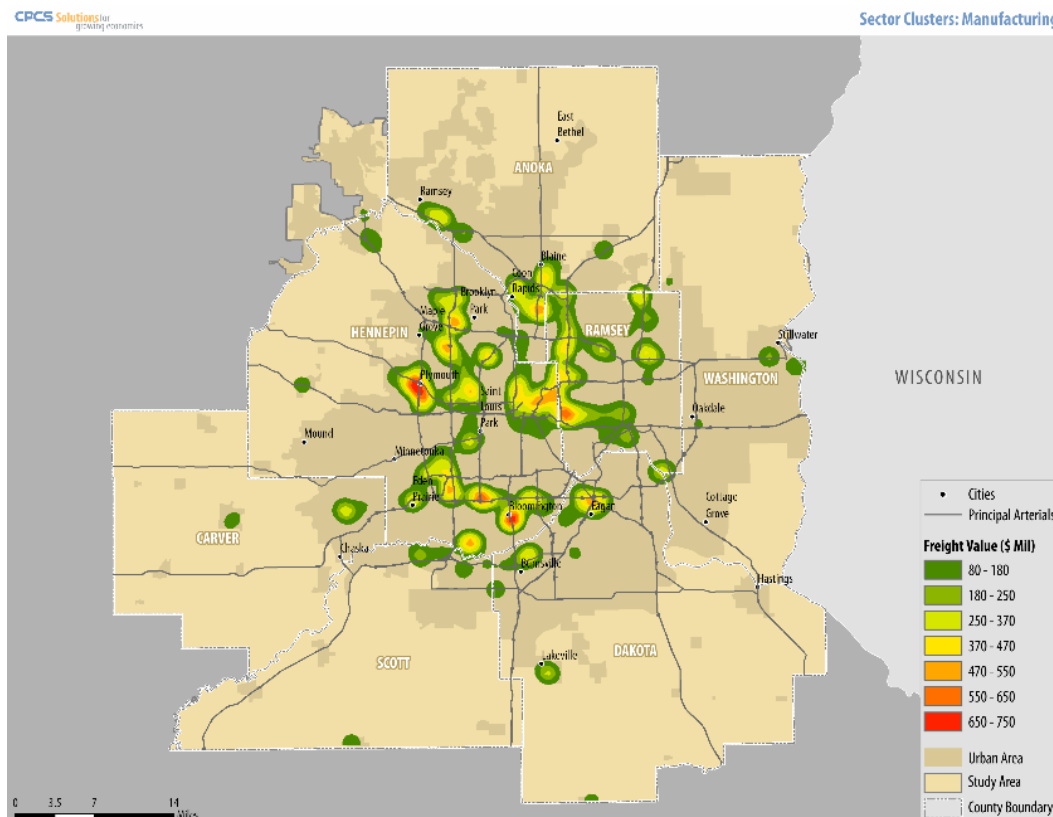 CPCS Solutions for
growing economies
Sector Clusters: Manufacturing
East
Bethel
ANOKA
Ramsey
Blaine
Coon
Rapids
Brooklyn
Park
Maple
Grove
HENNEPIN
RAMSEY
Stillwater
Plymouth
WASHINGTON
WISCONSIN
Saint
Louis
Park
Oakdale
Mound
Minnetonka
Eden
Prairie
Bloomington
Eagan
Cottage
Grove
CARVER
Chaska
Burnsville
Hastings
SCOTT
DAKOTA
Lakeville
Cities
Principal Arterials
Freight Value ($ Mil)
80 - 180
180 - 250
250 - 370
370 - 470
470 - 550
550 - 650
650 - 750
Urban Area
Study Area
County Boundary
0 3.5 7 14
Miles